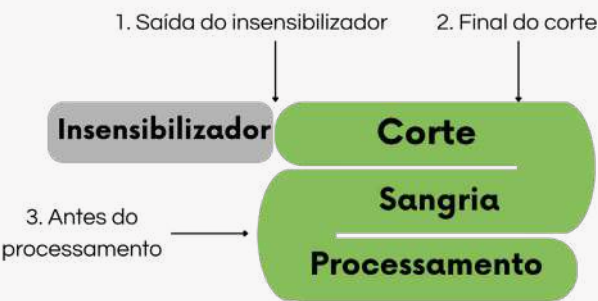 1. Saída do insensibilizador
2. Final do corte
Insensibilizador
Corte
Sangria
3. Antes do
processamento
Processamento